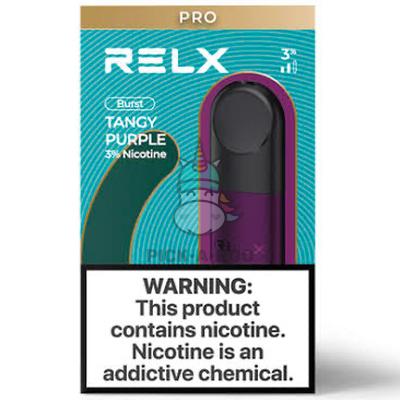 PRO
RELX
3%
Burst
TANGY
PURPLE
3% Nicotine
RELX
WARNING:
This product
contains nicotine.
Nicotine is an
addictive chemical.